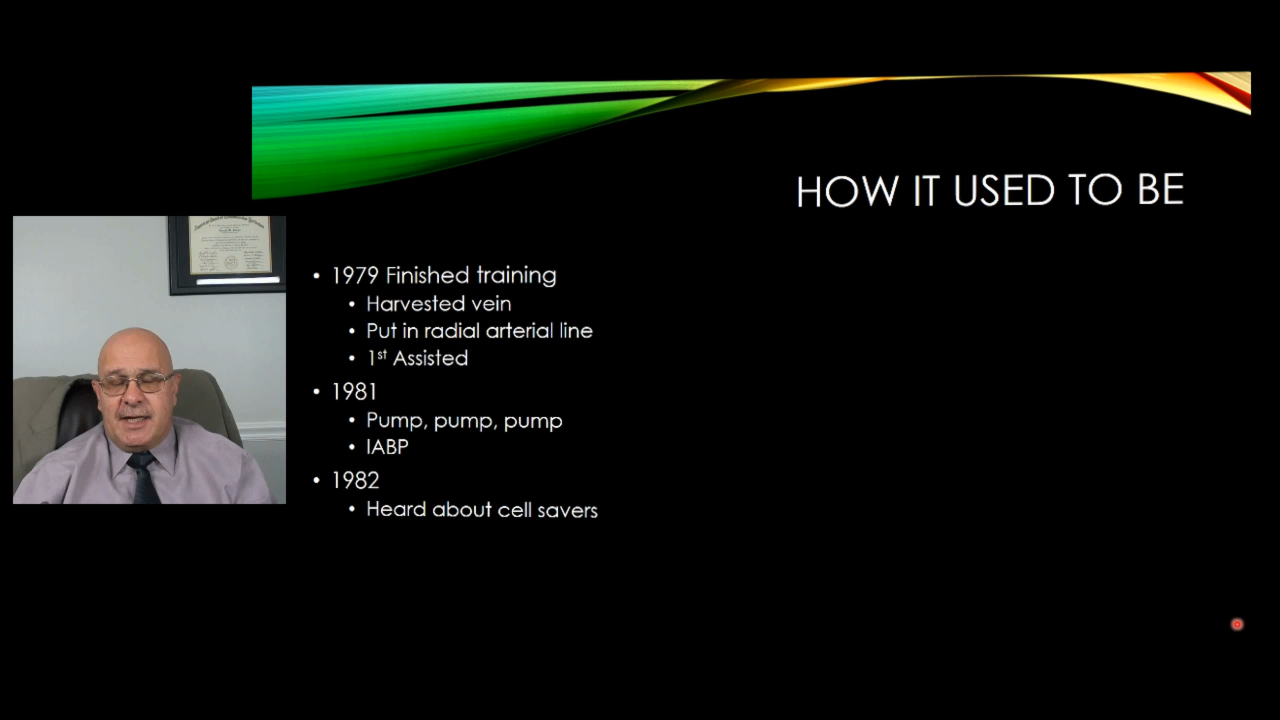 HOW IT USED TO BE
• 1979 Finished training
• Harvested vein
• Put in radial arterial line
• 1st Assisted
• 1981
• Pump, pump, pump
• IABP
• 1982
• Heard about cell savers